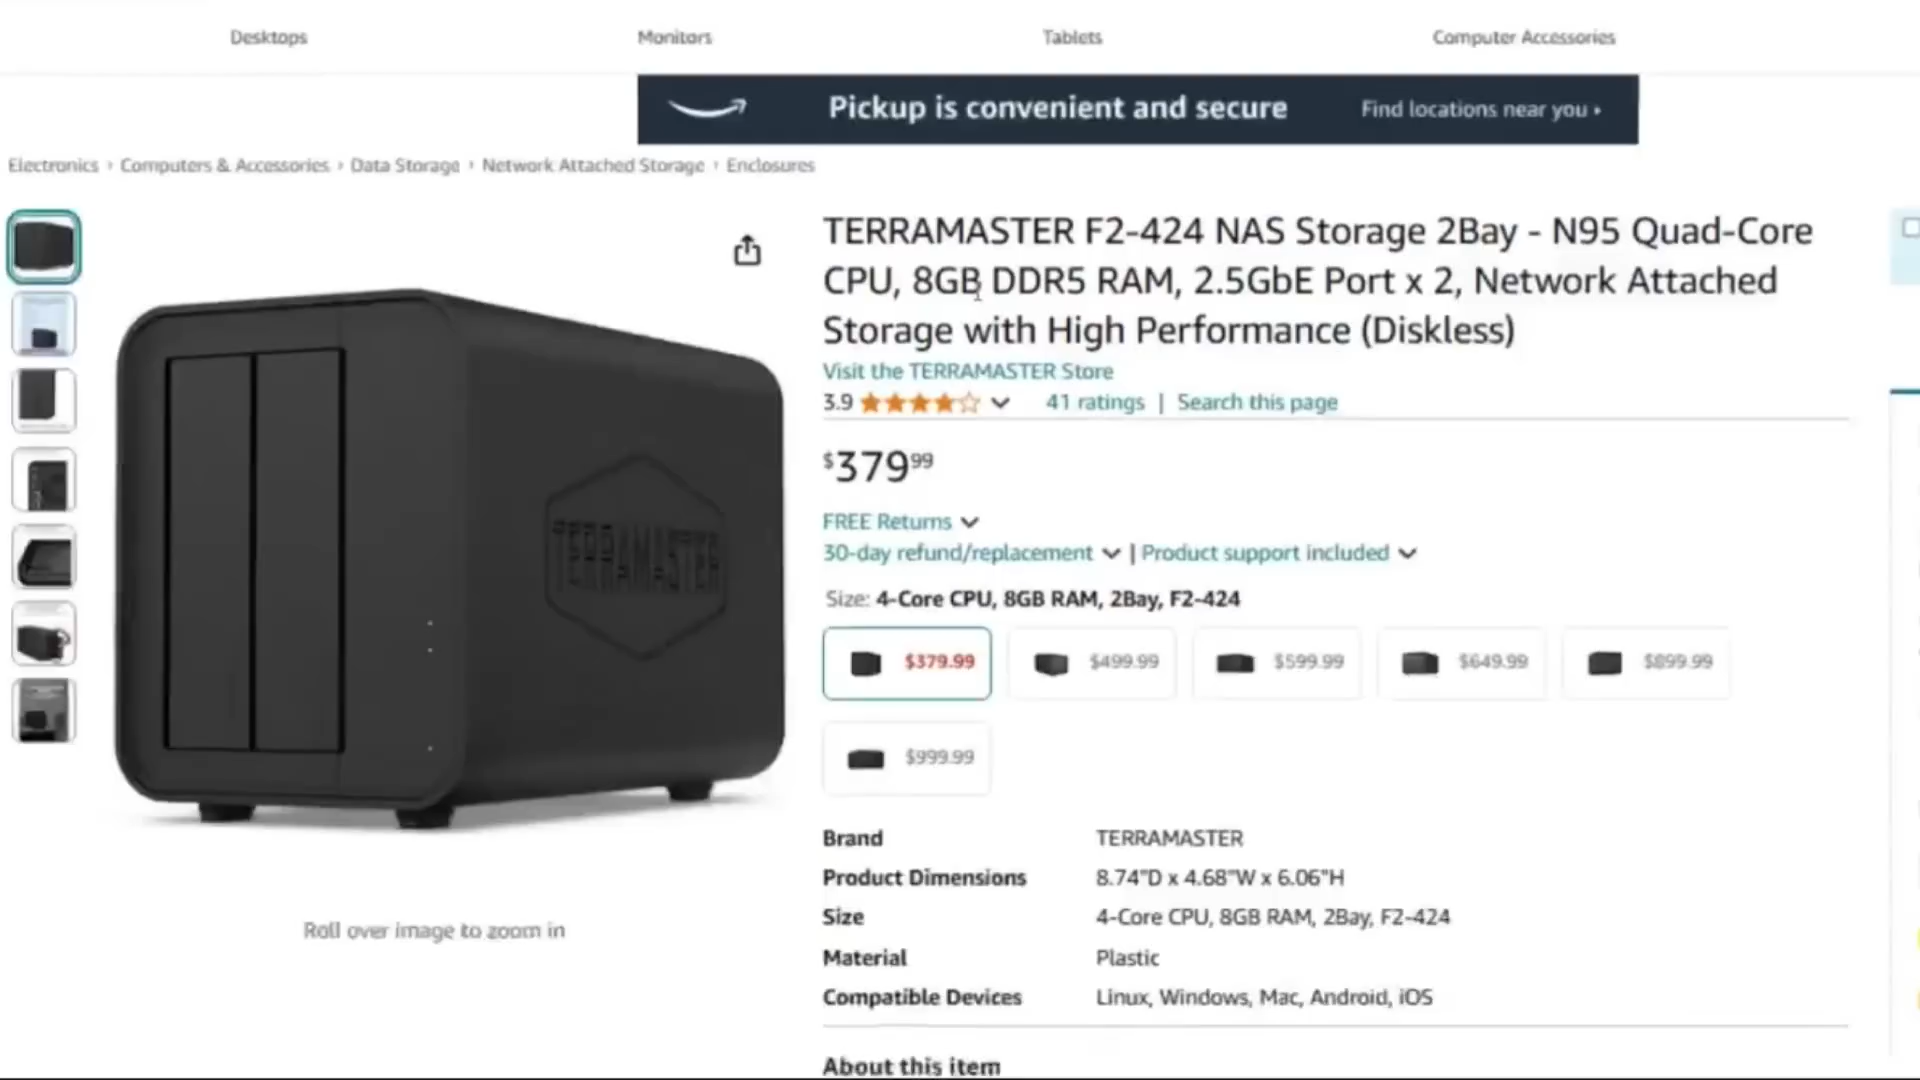 Desktops Monitors Tablets Computer Accessories
Pickup is convenient and secure Find locations near you ▸
Electronics › Computers & Accessories › Data Storage › Network Attached Storage › Enclosures
TERRAMASTER F2-424 NAS Storage 2Bay - N95 Quad-Core
CPU, 8GB DDR5 RAM, 2.5GbE Port x 2, Network Attached
Storage with High Performance (Diskless)
Visit the TERRAMASTER Store
3.9 41 ratings | Search this page
$379.99
FREE Returns
30-day refund/replacement | Product support included
Size: 4-Core CPU, 8GB RAM, 2Bay, F2-424
$379.99 $499.99 $599.99 $649.99 $899.99
$999.99
TERRAMASTER
Roll over image to zoom in
Brand TERRAMASTER
Product Dimensions 8.74"D x 4.68"W x 6.06"H
Size 4-Core CPU, 8GB RAM, 2Bay, F2-424
Material Plastic
Compatible Devices Linux, Windows, Mac, Android, iOS
About this item